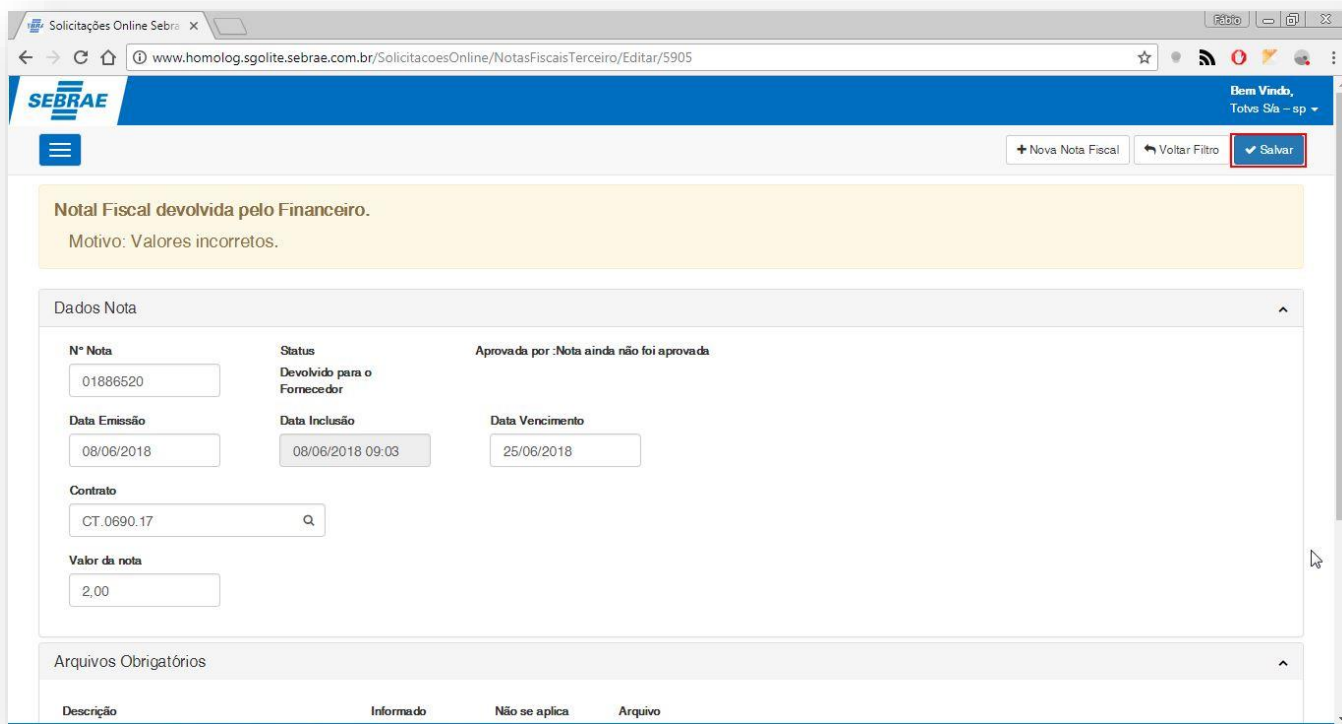 Solicitações Online Sebra
Fábio
www.homolog.sgolite.sebrae.com.br/SolicitacoesOnline/NotasFiscaisTerceiro/Editar/5905
SEBRAE
Bem Vindo,
Totvs S/a – sp
Nova Nota Fiscal
Voltar Filtro
Salvar
Notal Fiscal devolvida pelo Financeiro.
Motivo: Valores incorretos.
Dados Nota
Nº Nota
Status
Aprovada por :Nota ainda não foi aprovada
01886520
Devolvido para o
Fornecedor
Data Emissão
Data Inclusão
Data Vencimento
08/06/2018
08/06/2018 09:03
25/06/2018
Contrato
CT.0690.17
Valor da nota
2,00
Arquivos Obrigatórios
Descrição
Informado
Não se aplica
Arquivo